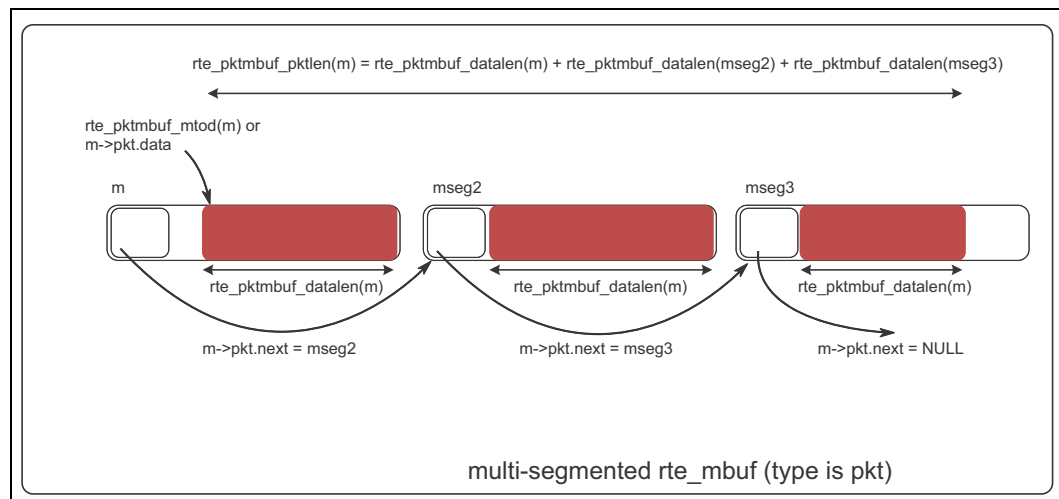 rte_pktmbuf_pktlen(m) = rte_pktmbuf_datalen(m) + rte_pktmbuf_datalen(mseg2) + rte_pktmbuf_datalen(mseg3)
rte_pktmbuf_mtod(m) or
m->pkt.data
m
mseg2
mseg3
rte_pktmbuf_datalen(m)
rte_pktmbuf_datalen(m)
rte_pktmbuf_datalen(m)
m->pkt.next = mseg2
m->pkt.next = mseg3
m->pkt.next = NULL
multi-segmented rte_mbuf (type is pkt)